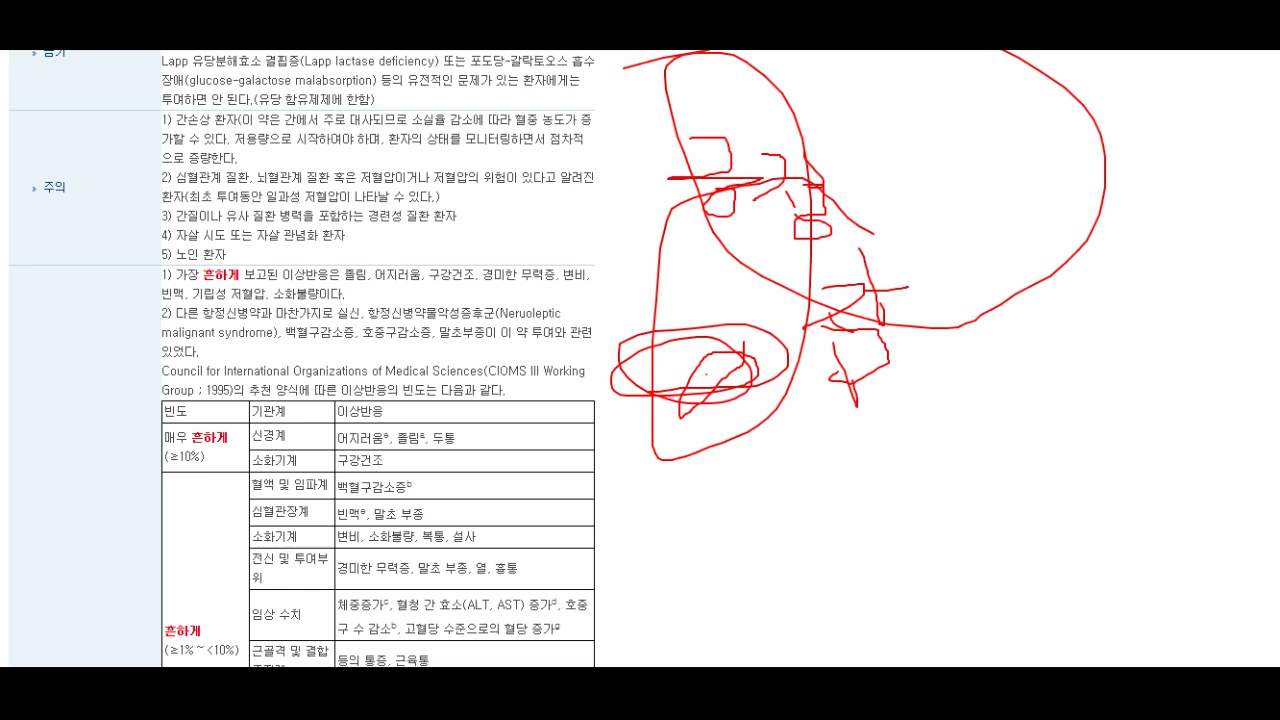 Lapp 유당분해효소 결핍증(Lapp lactase deficiency) 또는 포도당-갈락토오스 흡수
장애(glucose-galactose malabsorption) 등의 유전적인 문제가 있는 환자에게는
투여하면 안 된다.(유당 함유제제에 한함)
주의
1) 간손상 환자(이 약은 간에서 주로 대사되므로 소실율 감소에 따라 혈중 농도가 증
가할 수 있다. 저용량으로 시작하여야 하며, 환자의 상태를 모니터링하면서 점차적
으로 증량한다.
2) 심혈관계 질환, 뇌혈관계 질환 혹은 저혈압이거나 저혈압의 위험이 있다고 알려진
환자(최초 투여동안 일과성 저혈압이 나타날 수 있다.)
3) 간질이나 유사 질환 병력을 포함하는 경련성 질환 환자
4) 자살 시도 또는 자살 관념화 환자
5) 노인 환자
1) 가장 흔하게 보고된 이상반응은 졸림, 어지러움, 구강건조, 경미한 무력증, 변비,
빈맥, 기립성 저혈압, 소화불량이다.
2) 다른 항정신병약과 마찬가지로 실신, 항정신병약물악성증후군(Neruoleptic
malignant syndrome), 백혈구감소증, 호중구감소증, 말초부종이 이 약 투여와 관련
있었다.
Council for International Organizations of Medical Sciences(CIOMS III Working
Group ; 1995)의 추천 양식에 따른 이상반응의 빈도는 다음과 같다.
빈도 기관계 이상반응
매우 흔하게 (≥10%) 신경계 어지러움ᵃ, 졸림ᵃ, 두통
소화기계 구강건조
흔하게 (≥1% ~ <10%) 혈액 및 임파계 백혈구감소증ᵇ
심혈관장계 빈맥ᵃ, 말초 부종
소화기계 변비, 소화불량, 복통, 설사
전신 및 투여부위 경미한 무력증, 말초 부종, 열, 흉통
임상 수치 체중증가ᶜ, 혈청 간 효소(ALT, AST) 증가ᵈ, 호중
구 수 감소ᵇ, 고혈당 수준으로의 혈당 증가ᵍ
근골격 및 결합 등의 통증, 근육통